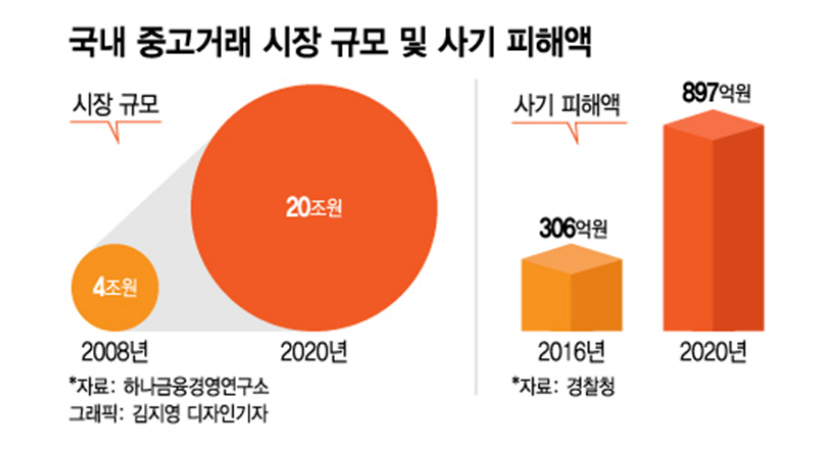 국내 중고거래 시장 규모 및 사기 피해액
시장 규모
20조원
4조원
2008년
2020년
*자료: 하나금융경영연구소
그래픽: 김지영 디자인기자
사기 피해액
897억원
306억원
2016년
2020년
*자료: 경찰청